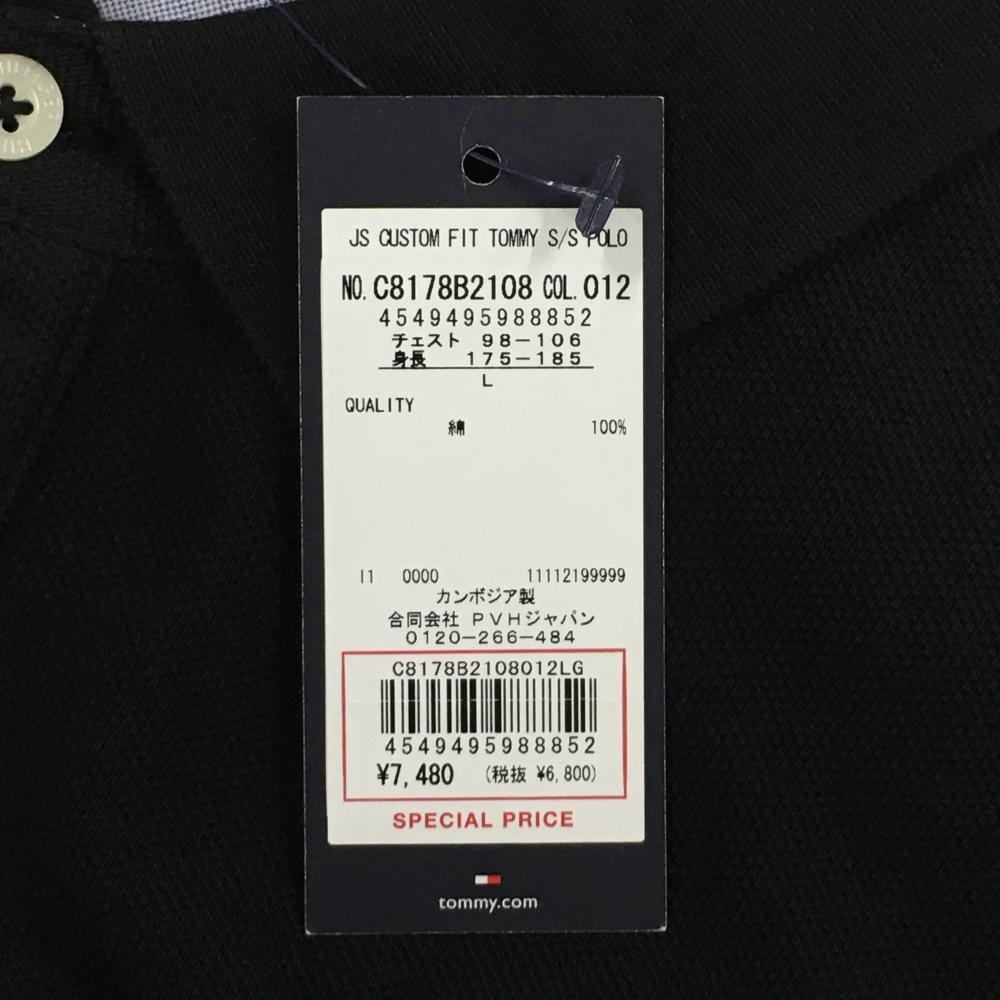 JS CUSTOM FIT TOMMY S/S POLO
NO. C8178B2108 COL. 012
4549495988852
チェスト 98-106
身長 175-185
L
QUALITY
綿 100%
I1 0000 11112199999
カンボジア製
合同会社 PVHジャパン
0120-266-484
C8178B2108012LG
4549495988852
¥7,480 (税抜 ¥6,800)
SPECIAL PRICE
tommy.com